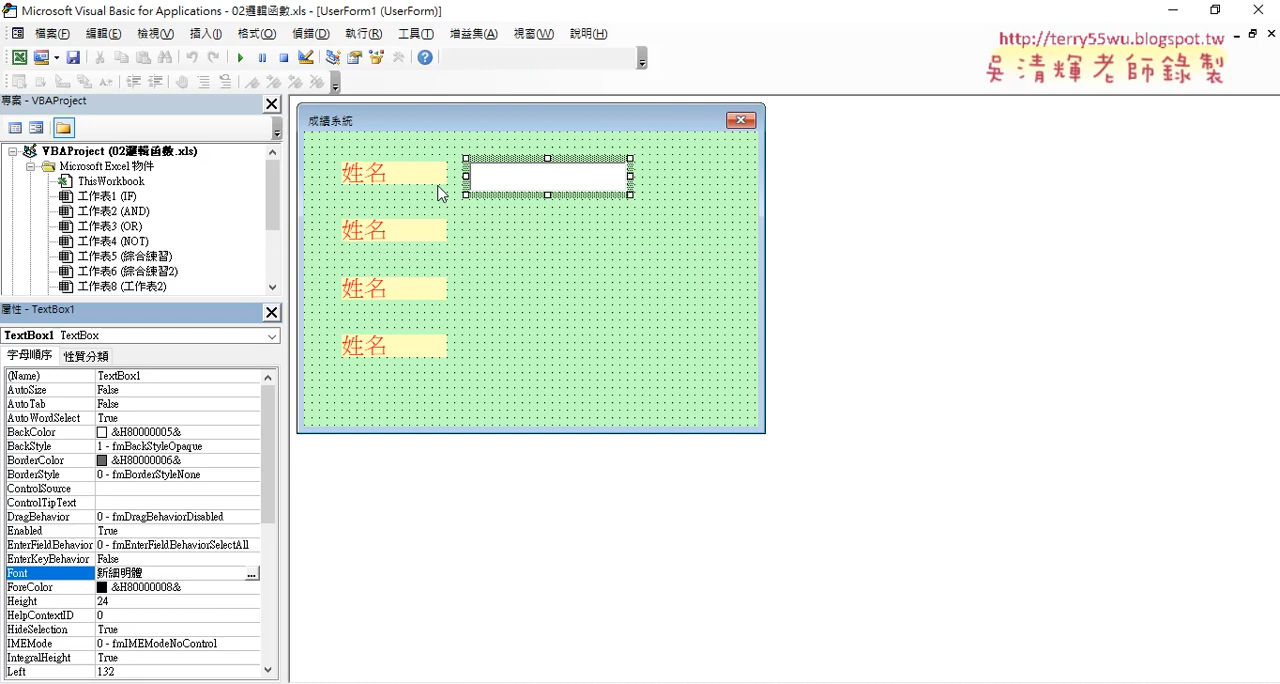 Microsoft Visual Basic for Applications - 02邏輯函數.xls - [UserForm1 (UserForm)]
檔案(F) 編輯(E) 檢視(V) 插入(I) 格式(O) 偵錯(D) 執行(R) 工具(T) 增益集(A) 視窗(W) 說明(H)
http://terry55wu.blogspot.tw
吳清輝老師錄製
專案 - VBAProject
VBAProject (02邏輯函數.xls)
Microsoft Excel 物件
ThisWorkbook
工作表1 (IF)
工作表2 (AND)
工作表3 (OR)
工作表4 (NOT)
工作表5 (綜合練習)
工作表6 (綜合練習2)
工作表8 (工作表2)
屬性 - TextBox1
TextBox1 TextBox
字母順序 性質分類
(Name) TextBox1
AutoSize False
AutoTab False
AutoWordSelect True
BackColor &H80000005&
BackStyle 1 - fmBackStyleOpaque
BorderColor &H80000006&
BorderStyle 0 - fmBorderStyleNone
ControlSource
ControlTipText
DragBehavior 0 - fmDragBehaviorDisabled
Enabled True
EnterFieldBehavior 0 - fmEnterFieldBehaviorSelectAll
EnterKeyBehavior False
Font 新細明體 ...
ForeColor &H80000008&
Height 24
HelpContextID 0
HideSelection True
IMEMode 0 - fmIMEModeNoControl
IntegralHeight True
Left 132
成績系統
姓名
姓名
姓名
姓名